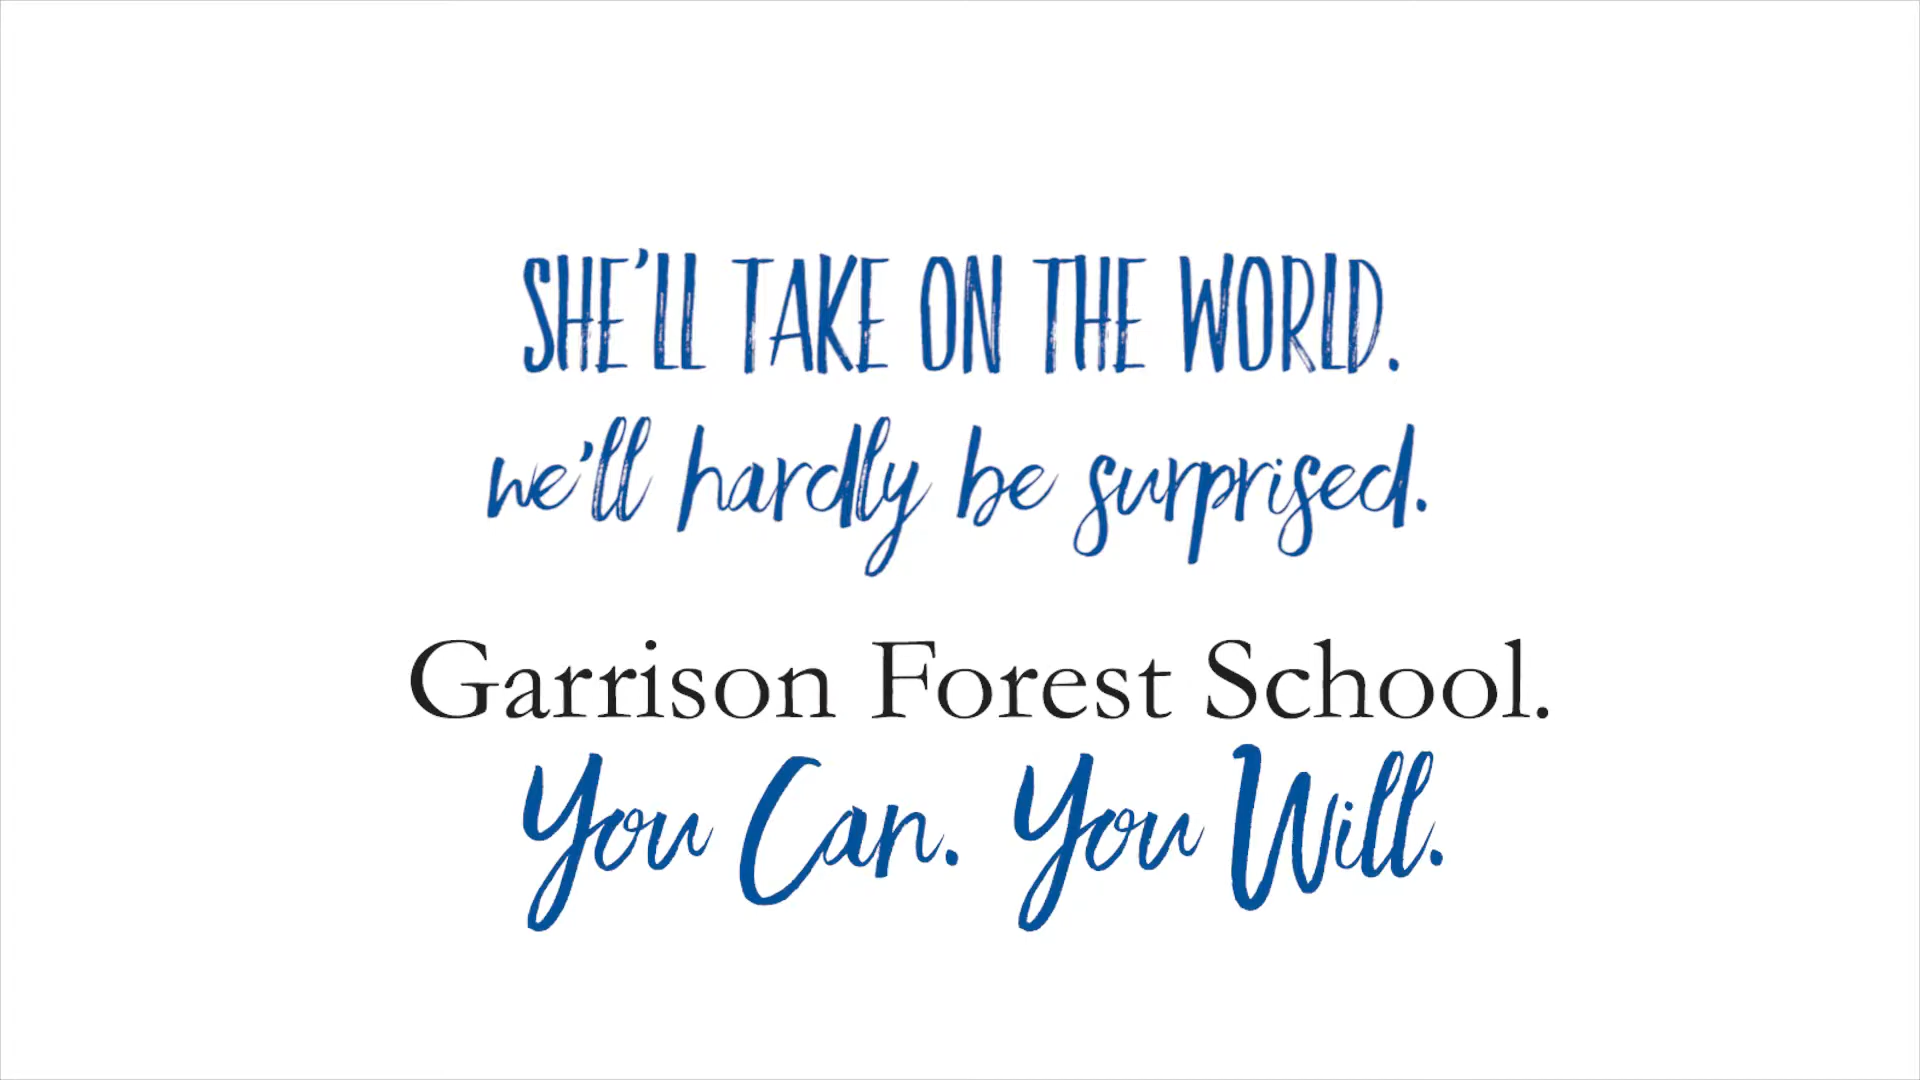 SHE'LL TAKE ON THE WORLD.
we'll hardly be surprised.
Garrison Forest School.
You Can. You Will.